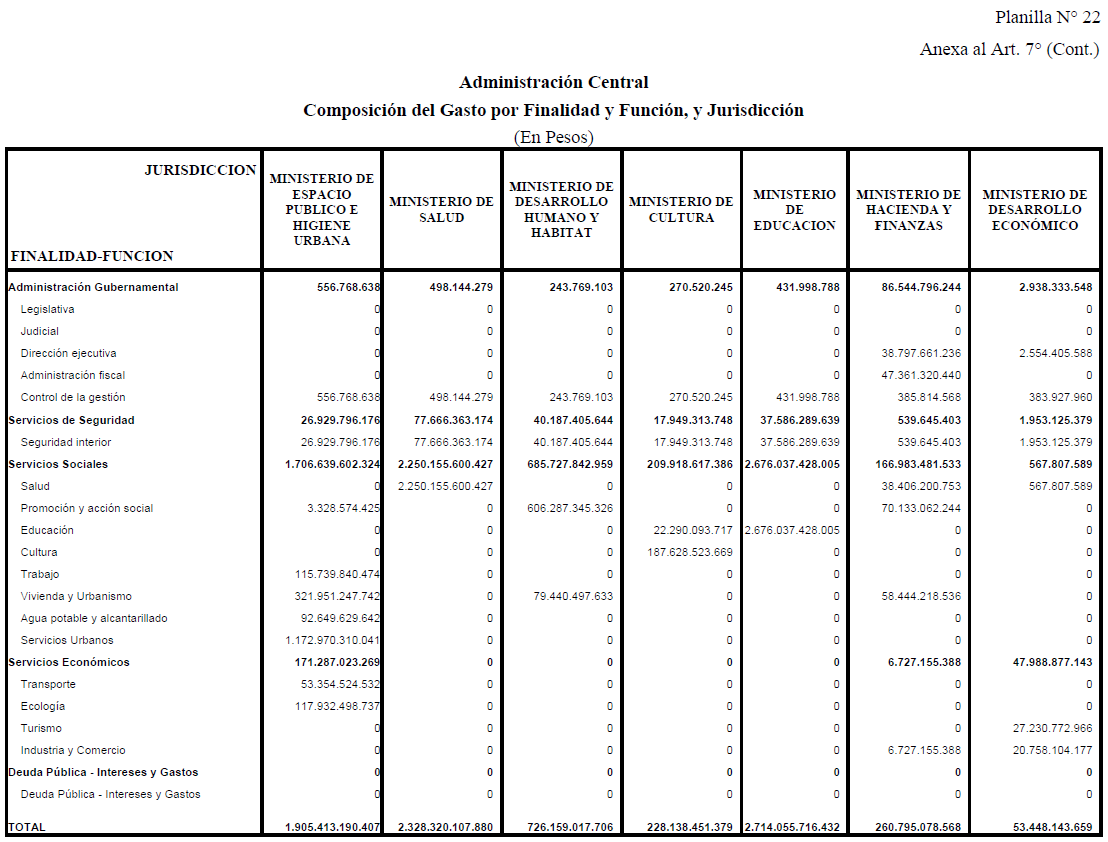 Planilla N° 22
Anexa al Art. 7° (Cont.)
Administración Central
Composición del Gasto por Finalidad y Función, y Jurisdicción
(En Pesos)
JURISDICCION
FINALIDAD-FUNCION
MINISTERIO DE
ESPACIO
PUBLICO E
HIGIENE
URBANA
MINISTERIO DE
SALUD
MINISTERIO DE
DESARROLLO
HUMANO Y
HABITAT
MINISTERIO DE
CULTURA
MINISTERIO
DE
EDUCACION
MINISTERIO DE
HACIENDA Y
FINANZAS
MINISTERIO DE
DESARROLLO
ECONÓMICO
Administración Gubernamental 556.768.638 498.144.279 243.769.103 270.520.245 431.998.788 86.544.796.244 2.938.333.548
Legislativa 0 0 0 0 0 0 0
Judicial 0 0 0 0 0 0 0
Dirección ejecutiva 0 0 0 0 0 38.797.661.236 2.554.405.588
Administración fiscal 0 0 0 0 0 47.361.320.440 0
Control de la gestión 556.768.638 498.144.279 243.769.103 270.520.245 431.998.788 385.814.568 383.927.960
Servicios de Seguridad 26.929.796.176 77.666.363.174 40.187.405.644 17.949.313.748 37.586.289.639 539.645.403 1.953.125.379
Seguridad interior 26.929.796.176 77.666.363.174 40.187.405.644 17.949.313.748 37.586.289.639 539.645.403 1.953.125.379
Servicios Sociales 1.706.639.602.324 2.250.155.600.427 685.727.842.959 209.918.617.386 2.676.037.428.005 166.983.481.533 567.807.589
Salud 0 2.250.155.600.427 0 0 0 38.406.200.753 567.807.589
Promoción y acción social 3.328.574.425 0 606.287.345.326 0 0 70.133.062.244 0
Educación 0 0 0 22.290.093.717 2.676.037.428.005 0 0
Cultura 0 0 0 187.628.523.669 0 0 0
Trabajo 115.739.840.474 0 0 0 0 0 0
Vivienda y Urbanismo 321.951.247.742 0 79.440.497.633 0 0 58.444.218.536 0
Agua potable y alcantarillado 92.649.629.642 0 0 0 0 0 0
Servicios Urbanos 1.172.970.310.041 0 0 0 0 0 0
Servicios Económicos 171.287.023.269 0 0 0 0 6.727.155.388 47.988.877.143
Transporte 53.354.524.532 0 0 0 0 0 0
Ecología 117.932.498.737 0 0 0 0 0 0
Turismo 0 0 0 0 0 0 27.230.772.966
Industria y Comercio 0 0 0 0 0 6.727.155.388 20.758.104.177
Deuda Pública - Intereses y Gastos 0 0 0 0 0 0 0
Deuda Pública - Intereses y Gastos 0 0 0 0 0 0 0
TOTAL 1.905.413.190.407 2.328.320.107.880 726.159.017.706 228.138.451.379 2.714.055.716.432 260.795.078.568 53.448.143.659